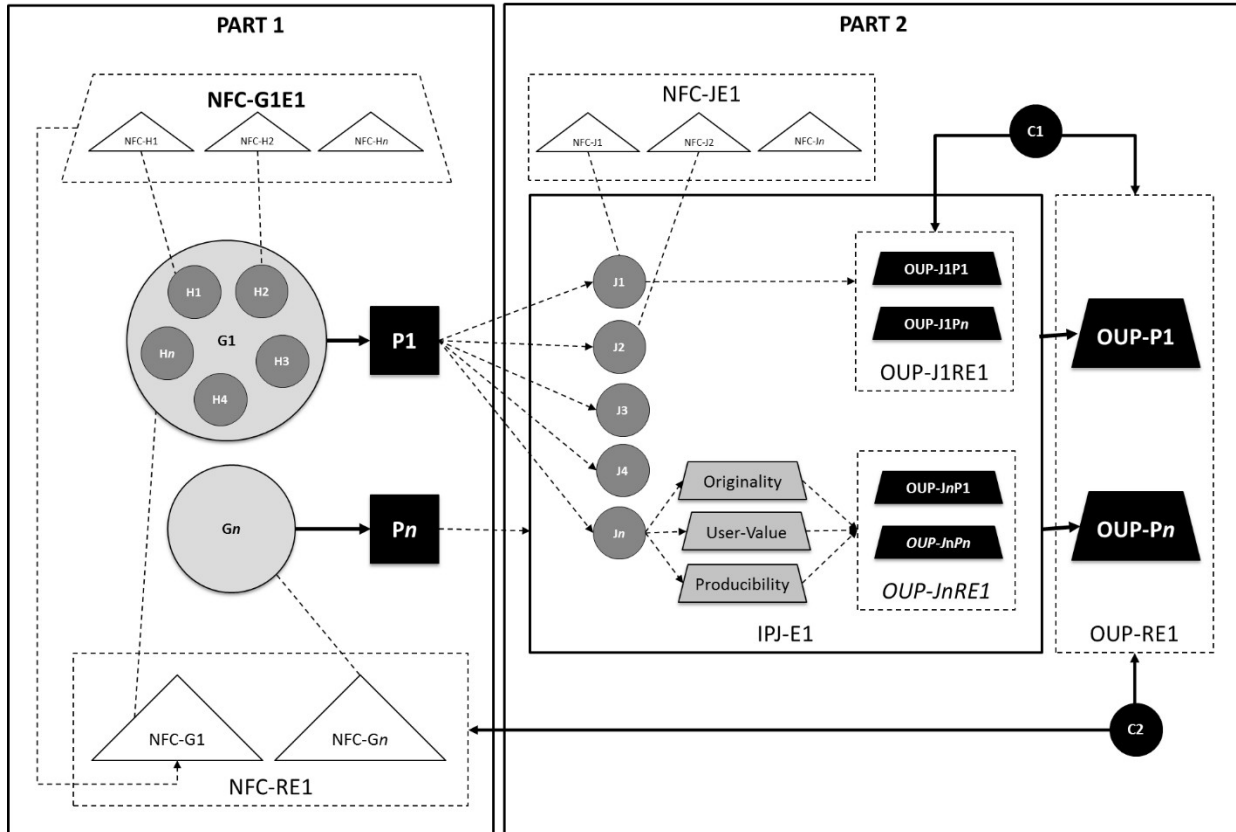 PART 1
NFC-G1E1
NFC-H1
NFC-H2
NFC-Hn
H1
H2
Hn
G1
H3
H4
P1
Gn
Pn
NFC-G1
NFC-Gn
NFC-RE1
PART 2
NFC-JE1
NFC-J1
NFC-J2
NFC-Jn
C1
J1
J2
J3
J4
Jn
OUP-J1P1
OUP-J1Pn
OUP-J1RE1
Originality
User-Value
Producibility
OUP-JnP1
OUP-JnPn
OUP-JnRE1
IPJ-E1
OUP-P1
OUP-Pn
OUP-RE1
C2